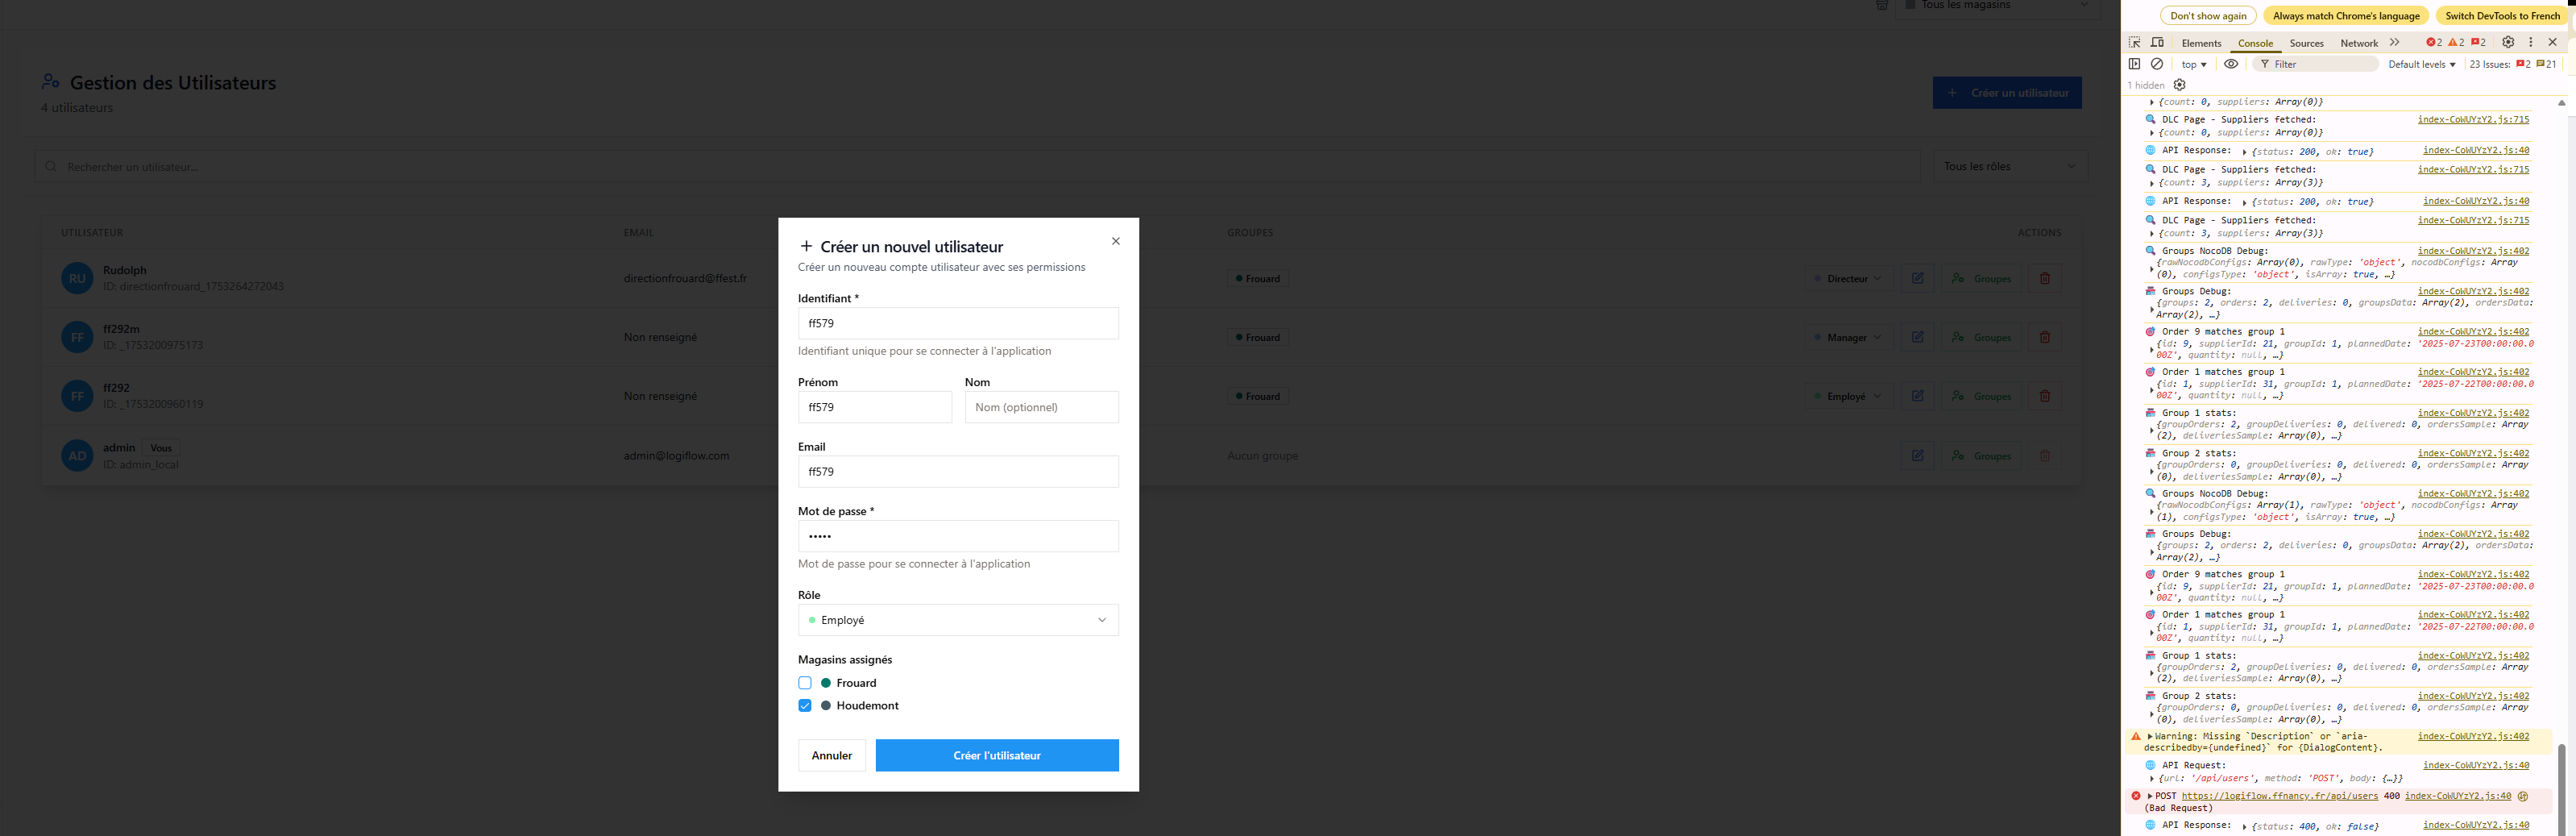 Tous les magasins
Gestion des Utilisateurs
4 utilisateurs
+ Créer un utilisateur
Rechercher un utilisateur...
Tous les rôles
UTILISATEUR EMAIL GROUPES ACTIONS
RU Rudolph
ID: directionfrouard_1753264272043
directionfrouard@ffest.fr
Frouard
Directeur
Groupes
FF ff292m
ID: _1753200975173
Non renseigné
Frouard
Manager
Groupes
FF ff292
ID: _1753200960119
Non renseigné
Frouard
Employé
Groupes
AD admin Vous
ID: admin_local
admin@logiflow.com
Aucun groupe
Groupes
+ Créer un nouvel utilisateur
Créer un nouveau compte utilisateur avec ses permissions
Identifiant *
ff579
Identifiant unique pour se connecter à l'application
Prénom Nom
ff579 Nom (optionnel)
Email
ff579
Mot de passe *
•••••
Mot de passe pour se connecter à l'application
Rôle
Employé
Magasins assignés
Frouard
Houdemont
Annuler Créer l'utilisateur
Don't show again Always match Chrome's language Switch DevTools to French
Elements Console Sources Network 2 2 2
top Filter Default levels 23 Issues: 2 21
1 hidden
{count: 0, suppliers: Array(0)}
DLC Page - Suppliers fetched: index-CoWUYzY2.js:715
{count: 0, suppliers: Array(0)}
API Response: {status: 200, ok: true} index-CoWUYzY2.js:40
DLC Page - Suppliers fetched: index-CoWUYzY2.js:715
{count: 3, suppliers: Array(3)}
API Response: {status: 200, ok: true} index-CoWUYzY2.js:40
DLC Page - Suppliers fetched: index-CoWUYzY2.js:715
{count: 3, suppliers: Array(3)}
Groups NocoDB Debug: index-CoWUYzY2.js:402
{rawNocodbConfigs: Array(0), rawType: 'object', nocodbConfigs: Array
(0), configsType: 'object', isArray: true, …}
Groups Debug: index-CoWUYzY2.js:402
{groups: 2, orders: 2, deliveries: 0, groupsData: Array(2), ordersData:
Array(2), …}
Order 9 matches group 1 index-CoWUYzY2.js:402
{id: 9, supplierId: 21, groupId: 1, plannedDate: '2025-07-23T00:00:00.0
00Z', quantity: null, …}
Order 1 matches group 1 index-CoWUYzY2.js:402
{id: 1, supplierId: 31, groupId: 1, plannedDate: '2025-07-22T00:00:00.0
00Z', quantity: null, …}
Group 1 stats: index-CoWUYzY2.js:402
{groupOrders: 2, groupDeliveries: 0, delivered: 0, ordersSample: Array
(2), deliveriesSample: Array(0), …}
Group 2 stats: index-CoWUYzY2.js:402
{groupOrders: 0, groupDeliveries: 0, delivered: 0, ordersSample: Array
(0), deliveriesSample: Array(0), …}
Groups NocoDB Debug: index-CoWUYzY2.js:402
{rawNocodbConfigs: Array(1), rawType: 'object', nocodbConfigs: Array
(1), configsType: 'object', isArray: true, …}
Groups Debug: index-CoWUYzY2.js:402
{groups: 2, orders: 2, deliveries: 0, groupsData: Array(2), ordersData:
Array(2), …}
Order 9 matches group 1 index-CoWUYzY2.js:402
{id: 9, supplierId: 21, groupId: 1, plannedDate: '2025-07-23T00:00:00.0
00Z', quantity: null, …}
Order 1 matches group 1 index-CoWUYzY2.js:402
{id: 1, supplierId: 31, groupId: 1, plannedDate: '2025-07-22T00:00:00.0
00Z', quantity: null, …}
Group 1 stats: index-CoWUYzY2.js:402
{groupOrders: 2, groupDeliveries: 0, delivered: 0, ordersSample: Array
(2), deliveriesSample: Array(0), …}
Group 2 stats: index-CoWUYzY2.js:402
{groupOrders: 0, groupDeliveries: 0, delivered: 0, ordersSample: Array
(0), deliveriesSample: Array(0), …}
Warning: Missing `Description` or `aria- index-CoWUYzY2.js:402
describedby={undefined}` for {DialogContent}.
API Request: index-CoWUYzY2.js:40
{url: '/api/users', method: 'POST', body: {…}}
POST https://logiflow.ffnancy.fr/api/users 400 index-CoWUYzY2.js:40
(Bad Request)
API Response: {status: 400, ok: false} index-CoWUYzY2.js:40